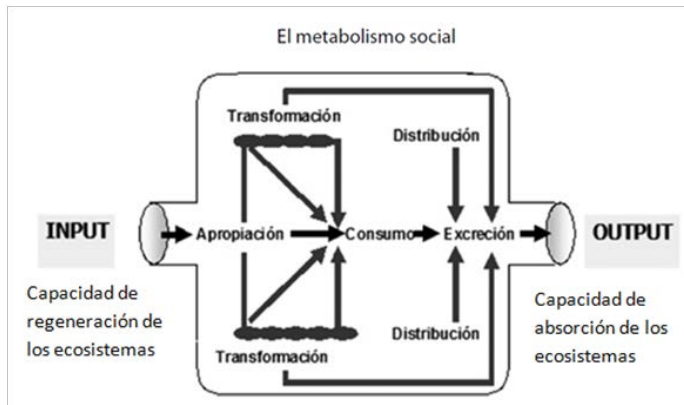 El metabolismo social
Transformación
Distribución
INPUT
Apropiación
Consumo
Excreción
OUTPUT
Capacidad de
regeneración de
los ecosistemas
Capacidad de
absorción de los
ecosistemas
Distribución
Transformación